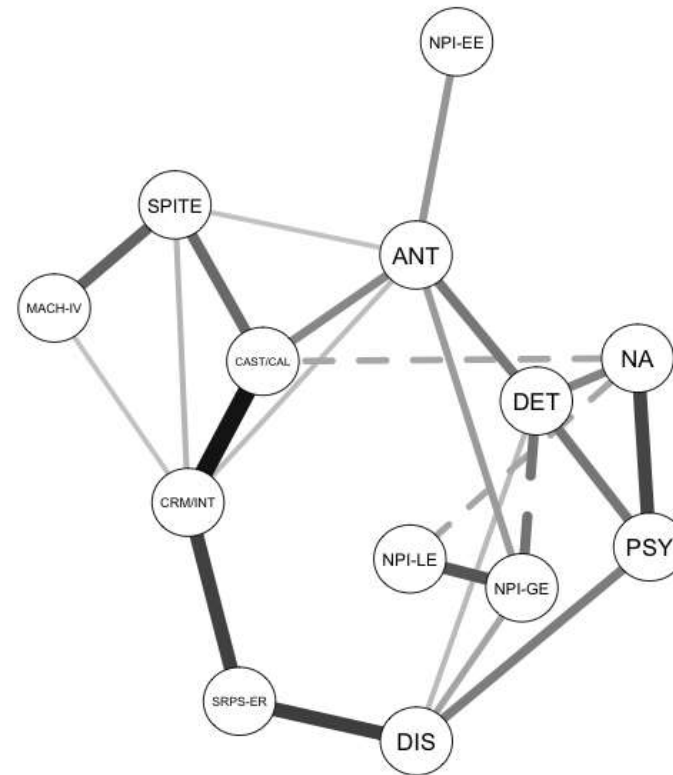 NPI-EE
SPITE
ANT
MACH-IV
CAST/CAL
NA
DET
CRM/INT
PSY
NPI-LE
NPI-GE
SRPS-ER
DIS